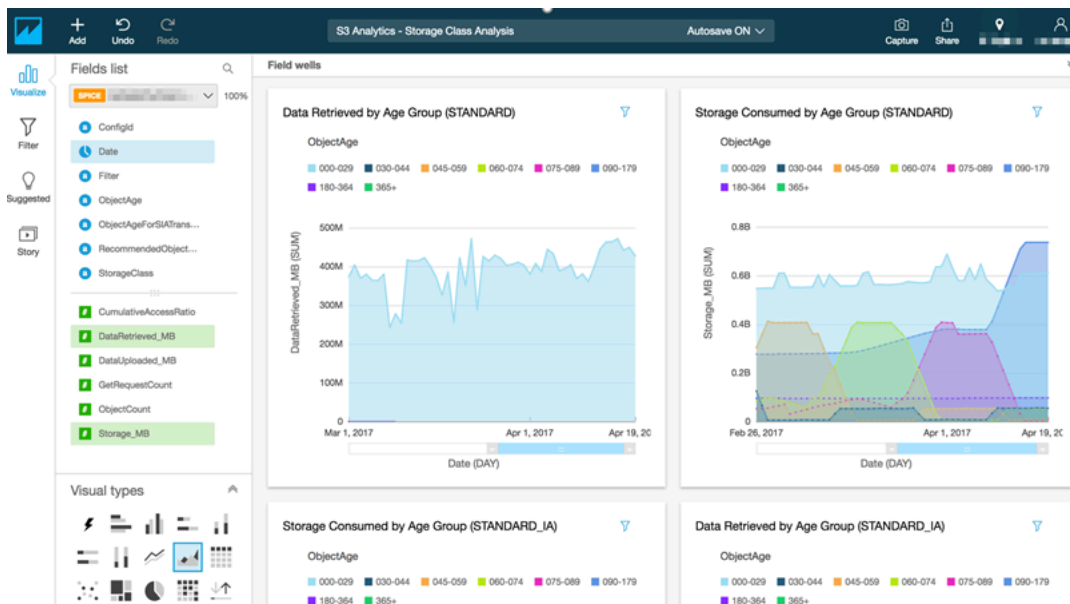 Add
Undo
Redo
S3 Analytics - Storage Class Analysis
Autosave ON
Capture
Share
Visualize
Filter
Suggested
Story
Fields list
SPICE
100%
ConfigId
Date
Filter
ObjectAge
ObjectAgeForSIATrans...
RecommendedObject...
StorageClass
CumulativeAccessRatio
DataRetrieved_MB
DataUploaded_MB
GetRequestCount
ObjectCount
Storage_MB
Visual types
Field wells
Data Retrieved by Age Group (STANDARD)
ObjectAge
000-029 030-044 045-059 060-074 075-089 090-179
180-364 365+
DataRetrieved_MB (SUM)
500M
400M
300M
200M
100M
0
Mar 1, 2017 Apr 1, 2017 Apr 19, 20
Date (DAY)
Storage Consumed by Age Group (STANDARD)
ObjectAge
000-029 030-044 045-059 060-074 075-089 090-179
180-364 365+
Storage_MB (SUM)
0.8B
0.6B
0.4B
0.2B
0
Feb 26, 2017 Apr 1, 2017 Apr 19, 20
Date (DAY)
Storage Consumed by Age Group (STANDARD_IA)
ObjectAge
000-029 030-044 045-059 060-074 075-089 090-179
180-364 365+
Data Retrieved by Age Group (STANDARD_IA)
ObjectAge
000-029 030-044 045-059 060-074 075-089 090-179
180-364 365+